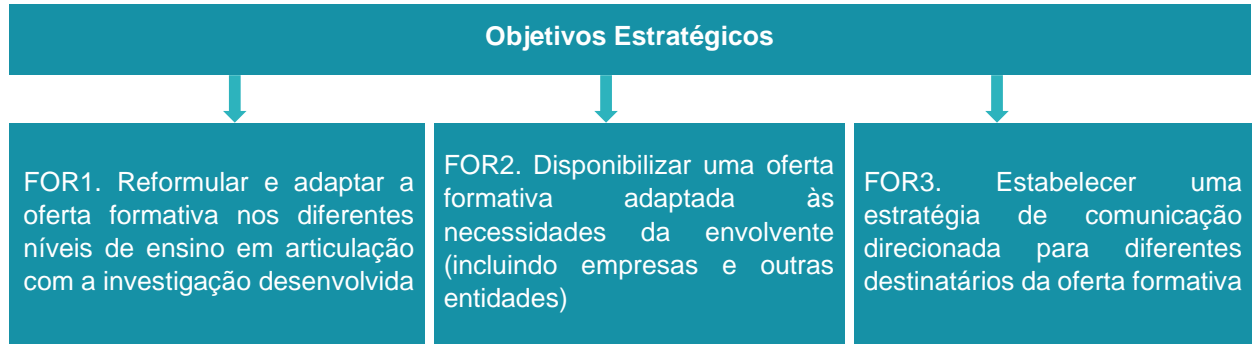 Objetivos Estratégicos
FOR1. Reformular e adaptar a
oferta formativa nos diferentes
níveis de ensino em articulação
com a investigação desenvolvida
FOR2. Disponibilizar uma oferta
formativa adaptada às
necessidades da envolvente
(incluindo empresas e outras
entidades)
FOR3. Estabelecer uma
estratégia de comunicação
direcionada para diferentes
destinatários da oferta formativa